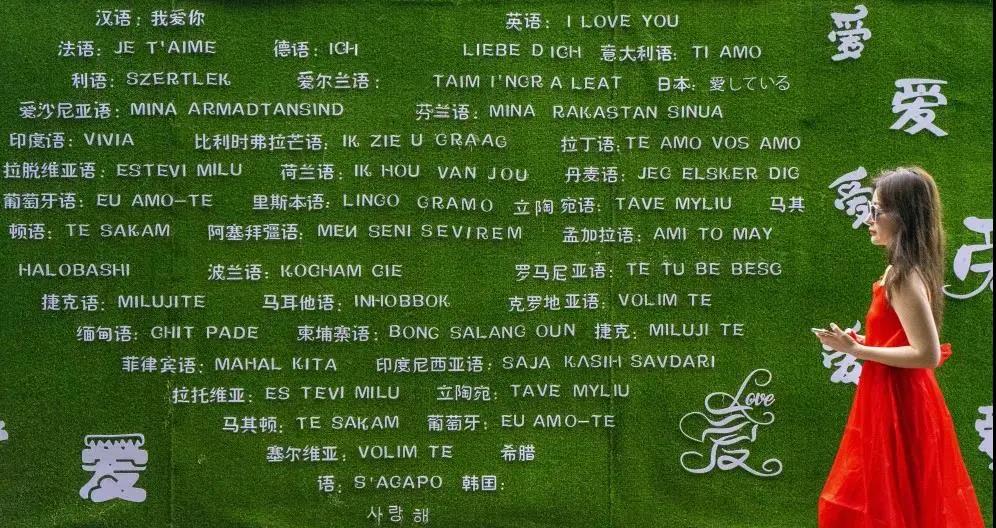 汉语：我爱你 英语：I LOVE YOU
法语：JE T'AIME 德语：ICH LIEBE DICH 意大利语：TI AMO
利语：SZERTLEK 爱尔兰语： TAIM I'NGR A LEAT 日本：愛している
爱沙尼亚语：MINA ARMADTANSIND 芬兰语：MINA RAKASTAN SINUA
印度语：VIVIA 比利时弗拉芒语：IK ZIE U GRAAG 拉丁语：TE AMO VOS AMO
拉脱维亚语：ESTEVI MILU 荷兰语：IK HOU VAN JOU 丹麦语：JEG ELSKER DIG
葡萄牙语：EU AMO-TE 里斯本语：LINGO GRAMO 立陶宛语：TAVE MYLIU 马其
顿语：TE SAKAM 阿塞拜疆语：MEN SENI SEVIREM 孟加拉语：AMI TO MAY
HALOBASHI 波兰语：KOCHAM CIE 罗马尼亚语：TE TU BE BESG
捷克语：MILUJITE 马耳他语：INHOBBOK 克罗地亚语：VOLIM TE
缅甸语：CHIT PADE 柬埔寨语：BONG SALANG OUN 捷克：MILUJI TE
菲律宾语：MAHAL KITA 印度尼西亚语：SAJA KASIH SAVDARI
拉托维亚：ES TEVI MILU 立陶宛：TAVE MYLIU
马其顿：TE SAKAM 葡萄牙：EU AMO-TE
塞尔维亚：VOLIM TE 希腊
语：S'AGAPO 韩国：
사랑해
爱
爱
爱
爱
爱
Love
爱